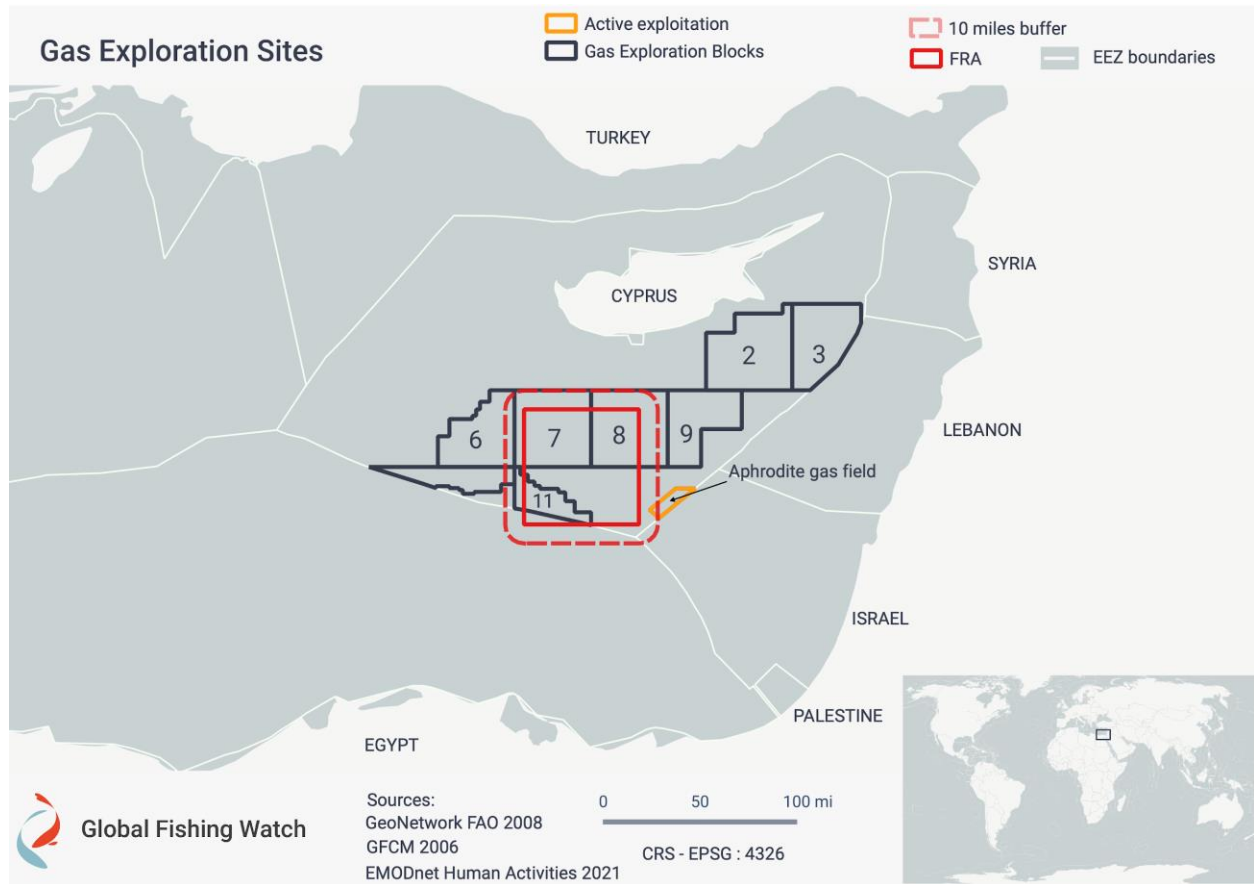 Gas Exploration Sites
Active exploitation
Gas Exploration Blocks
10 miles buffer
FRA
EEZ boundaries
TURKEY
SYRIA
CYPRUS
2
3
6
7
8
9
LEBANON
Aphrodite gas field
11
ISRAEL
PALESTINE
EGYPT
Global Fishing Watch
Sources:
GeoNetwork FAO 2008
GFCM 2006
EMODnet Human Activities 2021
0 50 100 mi
CRS - EPSG : 4326